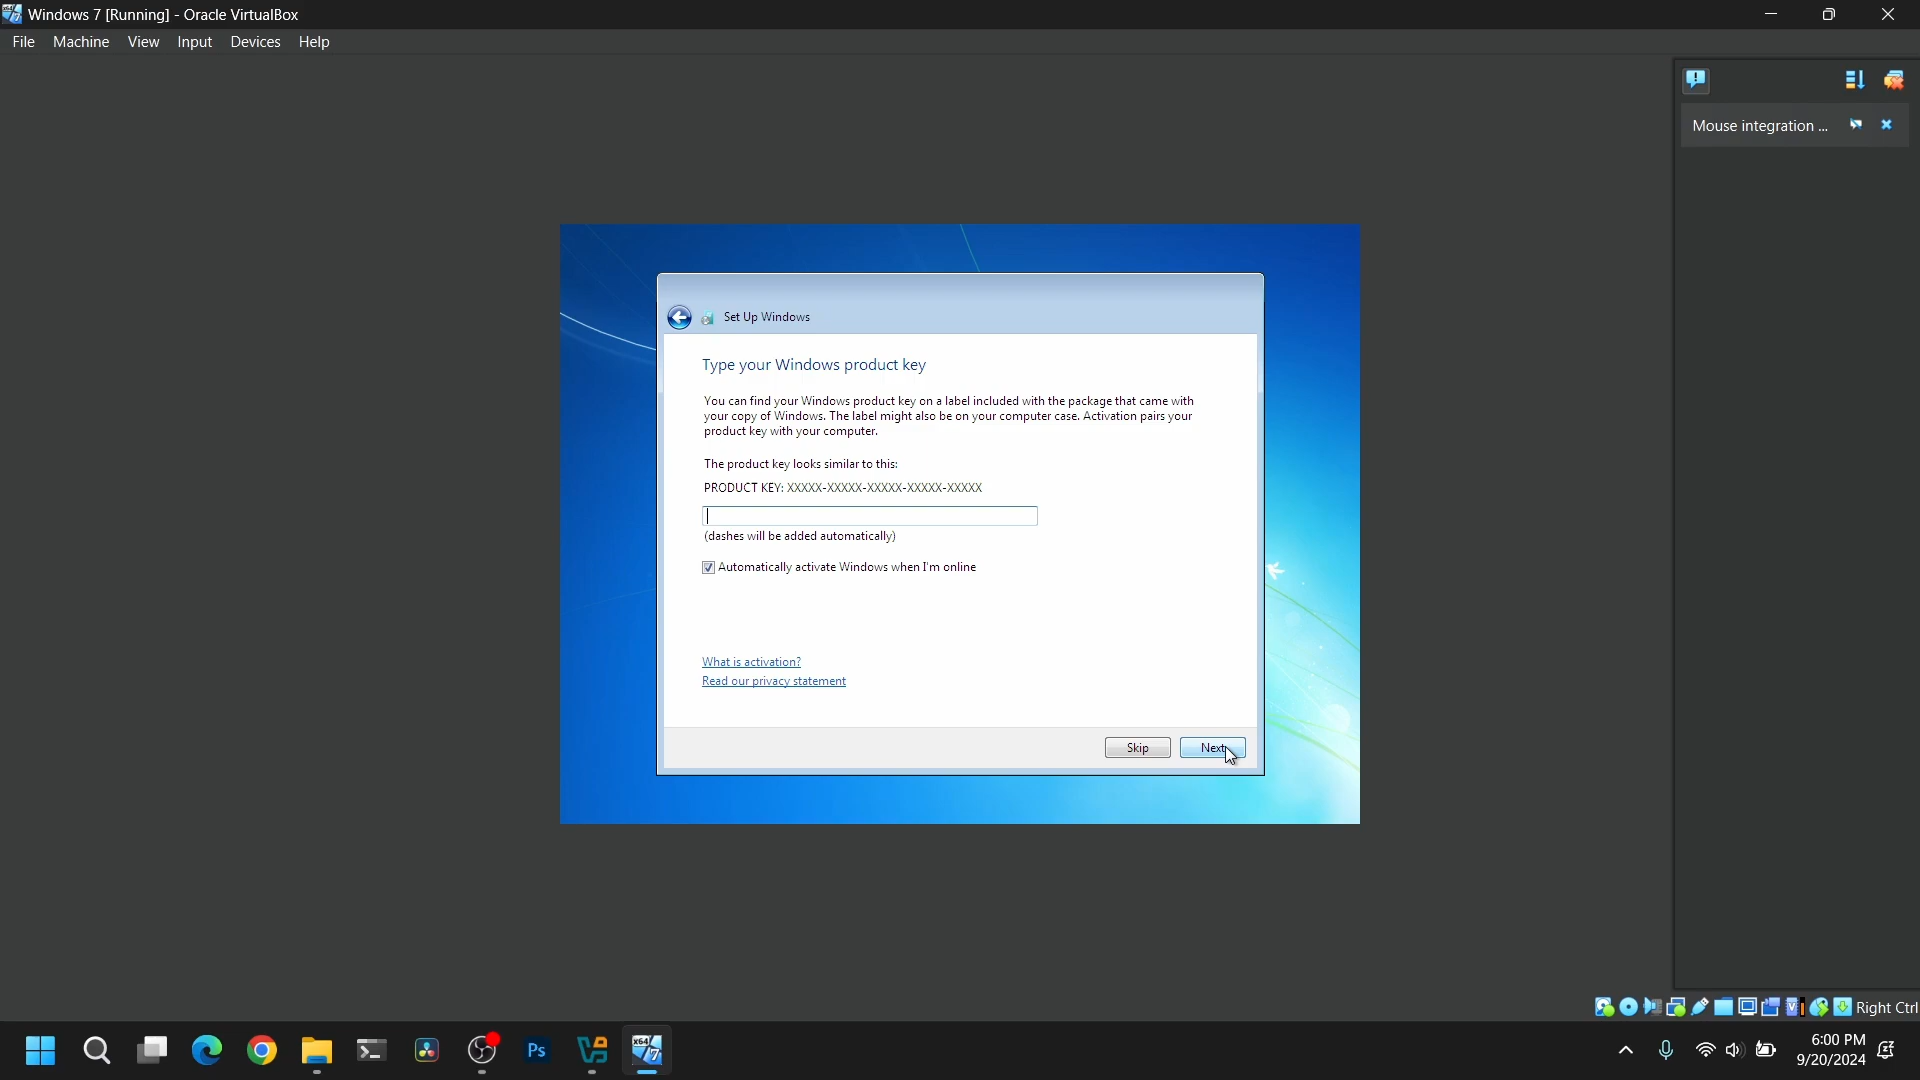 Windows 7 [Running] - Oracle VirtualBox
File Machine View Input Devices Help
Mouse integration ...
Set Up Windows
Type your Windows product key
You can find your Windows product key on a label included with the package that came with
your copy of Windows. The label might also be on your computer case. Activation pairs your
product key with your computer.
The product key looks similar to this:
PRODUCT KEY: XXXXX-XXXXX-XXXXX-XXXXX-XXXXX
(dashes will be added automatically)
Automatically activate Windows when I'm online
What is activation?
Read our privacy statement
Skip Next
Right Ctrl
Ps
x64
7
6:00 PM
9/20/2024